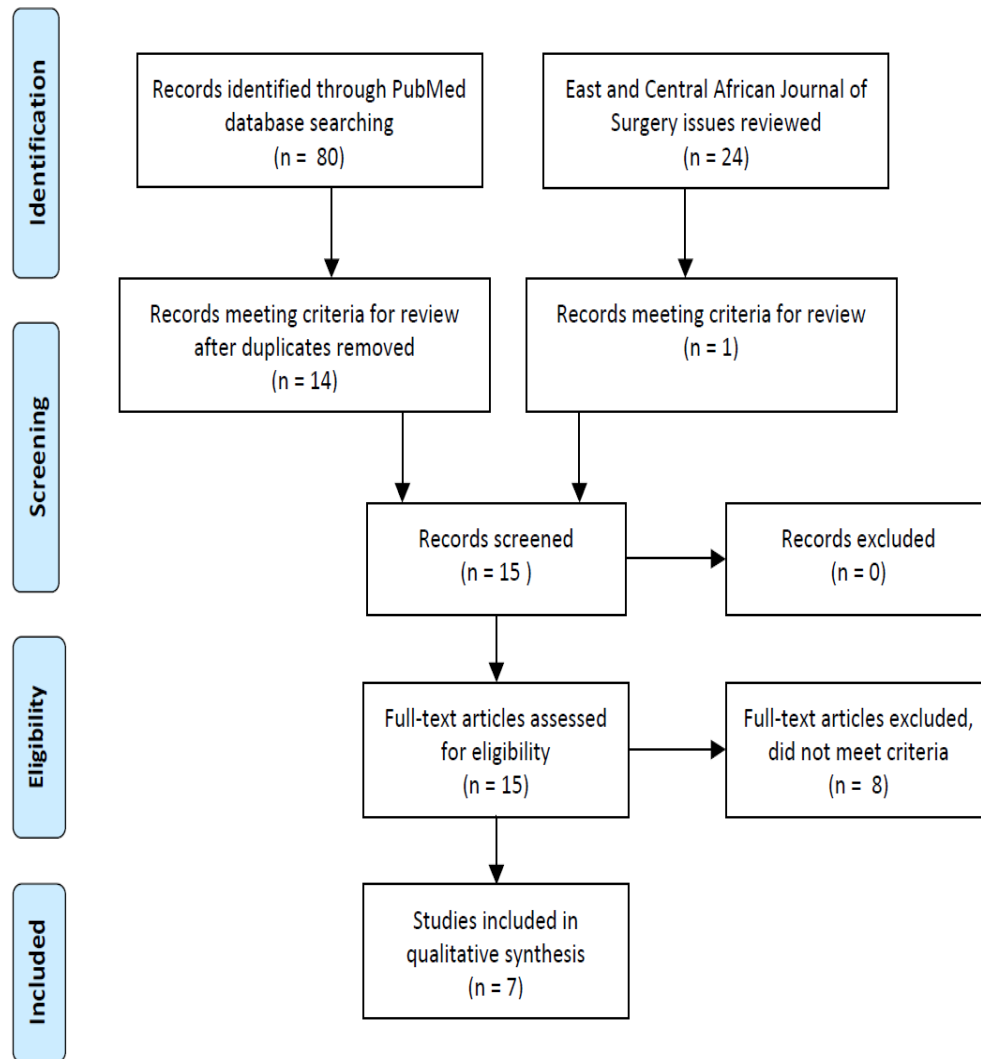 Identification
Records identified through PubMed
database searching
(n = 80)
East and Central African Journal of
Surgery issues reviewed
(n = 24)
Screening
Records meeting criteria for review
after duplicates removed
(n = 14)
Records meeting criteria for review
(n = 1)
Records screened
(n = 15 )
Records excluded
(n = 0)
Eligibility
Full-text articles assessed
for eligibility
(n = 15)
Full-text articles excluded,
did not meet criteria
(n = 8)
Included
Studies included in
qualitative synthesis
(n = 7)